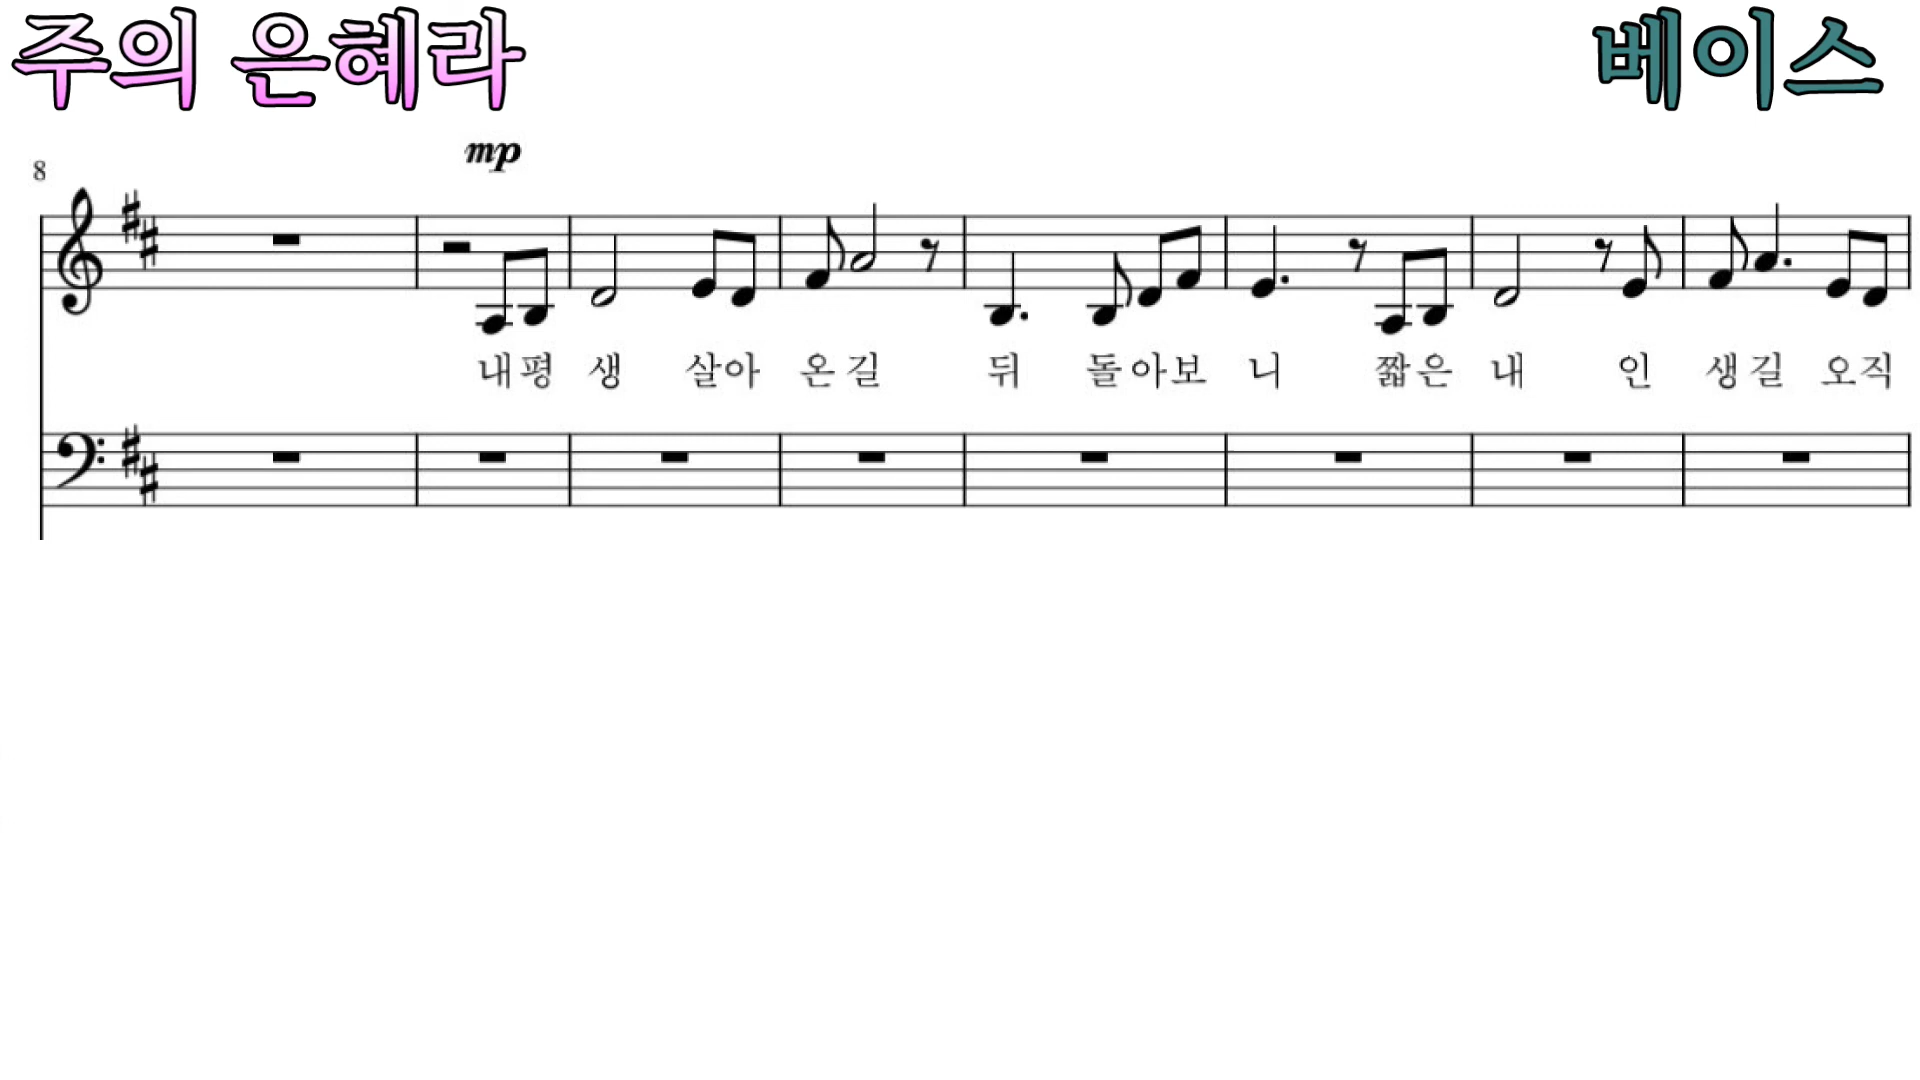 주의 은혜라
베이스
mp
8
내평 생 살아 온길 뒤 돌아보 니 짧은 내 인 생길 오직